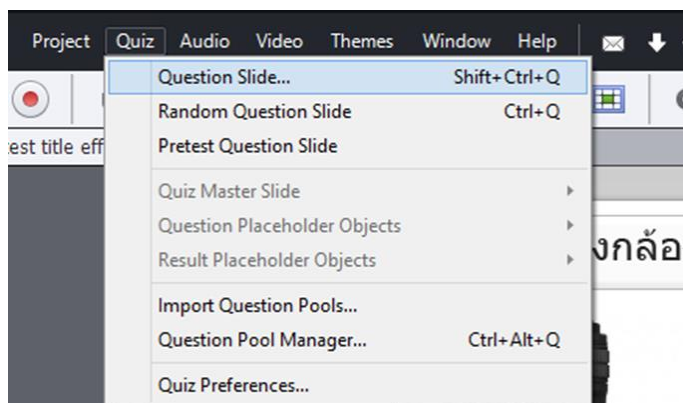 Project Quiz Audio Video Themes Window Help
Question Slide... Shift+Ctrl+Q
Random Question Slide Ctrl+Q
est title eff
Pretest Question Slide
Quiz Master Slide
Question Placeholder Objects
Result Placeholder Objects
งกล้อ
Import Question Pools...
Question Pool Manager... Ctrl+Alt+Q
Quiz Preferences...